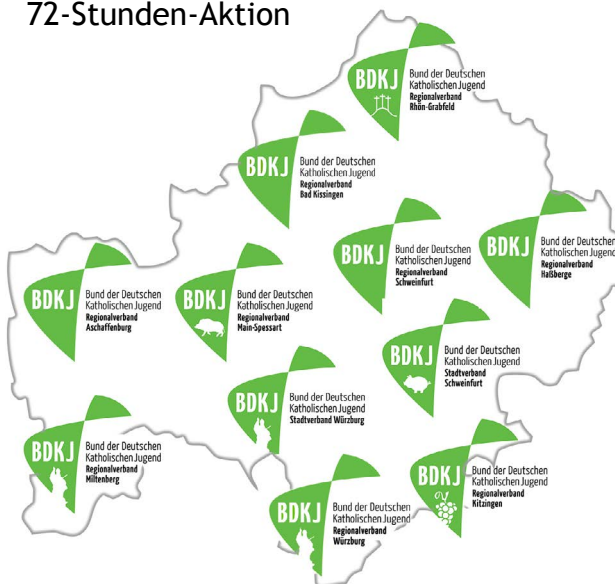 72-Stunden-Aktion
BDKJ
Bund der Deutschen
Katholischen Jugend
Regionalverband
Rhön-Grabfeld
BDKJ
Bund der Deutschen
Katholischen Jugend
Regionalverband
Bad Kissingen
BDKJ
Bund der Deutschen
Katholischen Jugend
Regionalverband
Schweinfurt
BDKJ
Bund der Deutschen
Katholischen Jugend
Regionalverband
Haßberge
BDKJ
Bund der Deutschen
Katholischen Jugend
Regionalverband
Aschaffenburg
BDKJ
Bund der Deutschen
Katholischen Jugend
Regionalverband
Main-Spessart
BDKJ
Bund der Deutschen
Katholischen Jugend
Stadtverband
Schweinfurt
BDKJ
Bund der Deutschen
Katholischen Jugend
Stadtverband Würzburg
BDKJ
Bund der Deutschen
Katholischen Jugend
Regionalverband
Miltenberg
BDKJ
Bund der Deutschen
Katholischen Jugend
Regionalverband
Kitzingen
BDKJ
Bund der Deutschen
Katholischen Jugend
Regionalverband
Würzburg